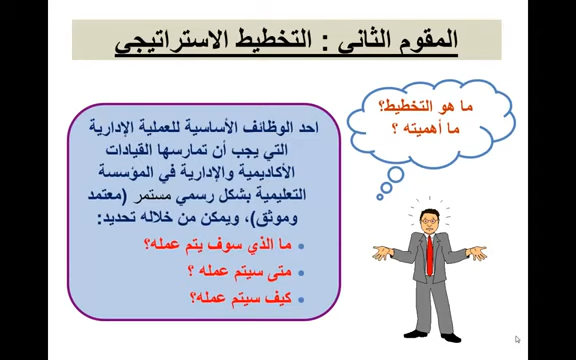 المقوم الثاني : التخطيط الاستراتيجي
ما هو التخطيط؟
ما أهميته ؟
احد الوظائف الأساسية للعملية الإدارية
التي يجب أن تمارسها القيادات
الأكاديمية والإدارية في المؤسسة
التعليمية بشكل رسمي مستمر (معتمد
وموثق)، ويمكن من خلاله تحديد:
• ما الذي سوف يتم عمله؟
• متى سيتم عمله ؟
• كيف سيتم عمله؟